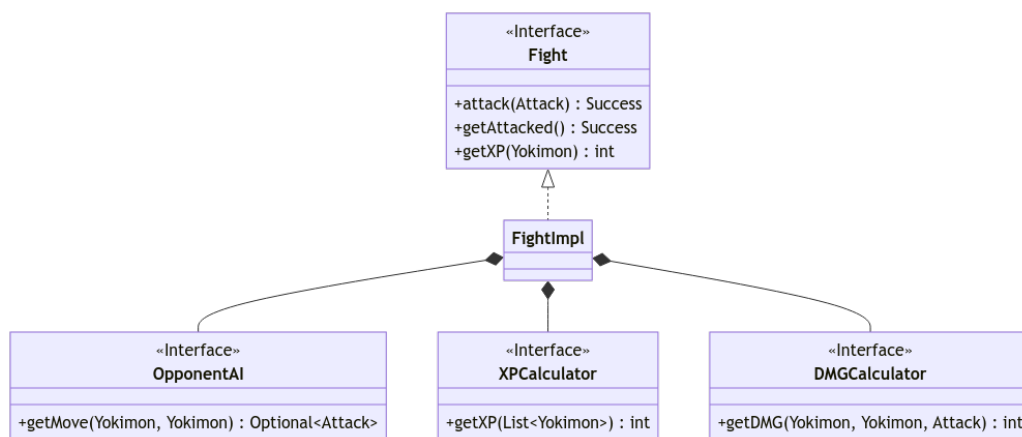 «Interface»
Fight
+attack(Attack) : Success
+getAttacked() : Success
+getXP(Yokimon) : int
FightImpl
«Interface»
OpponentAI
+getMove(Yokimon, Yokimon) : Optional<Attack>
«Interface»
XPCalculator
+getXP(List<Yokimon>) : int
«Interface»
DMGCalculator
+getDMG(Yokimon, Yokimon, Attack) : int